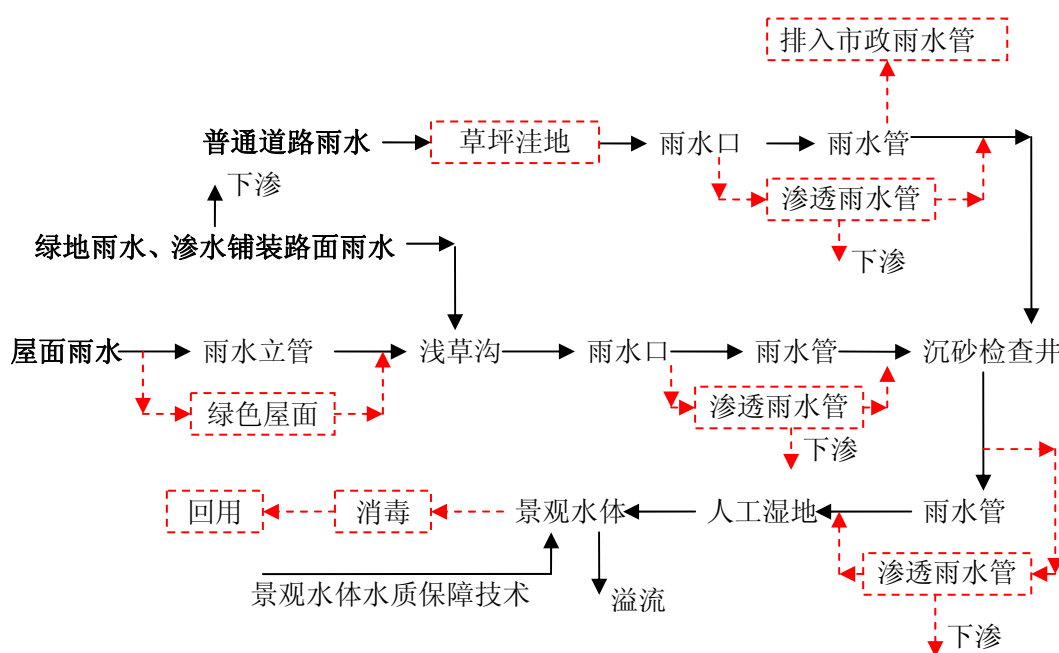 排入市政雨水管
普通道路雨水
草坪洼地
雨水口
雨水管
下渗
渗透雨水管
绿地雨水、渗水铺装路面雨水
下渗
屋面雨水
雨水立管
浅草沟
雨水口
雨水管
沉砂检查井
绿色屋面
渗透雨水管
下渗
回用
消毒
景观水体
人工湿地
雨水管
渗透雨水管
景观水体水质保障技术
溢流
下渗